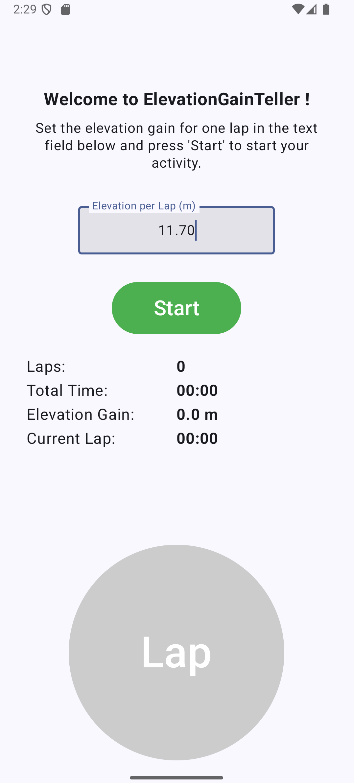 2:29
Welcome to ElevationGainTeller !
Set the elevation gain for one lap in the text
field below and press 'Start' to start your
activity.
Elevation per Lap (m)
11.70
Start
Laps: 0
Total Time: 00:00
Elevation Gain: 0.0 m
Current Lap: 00:00
Lap